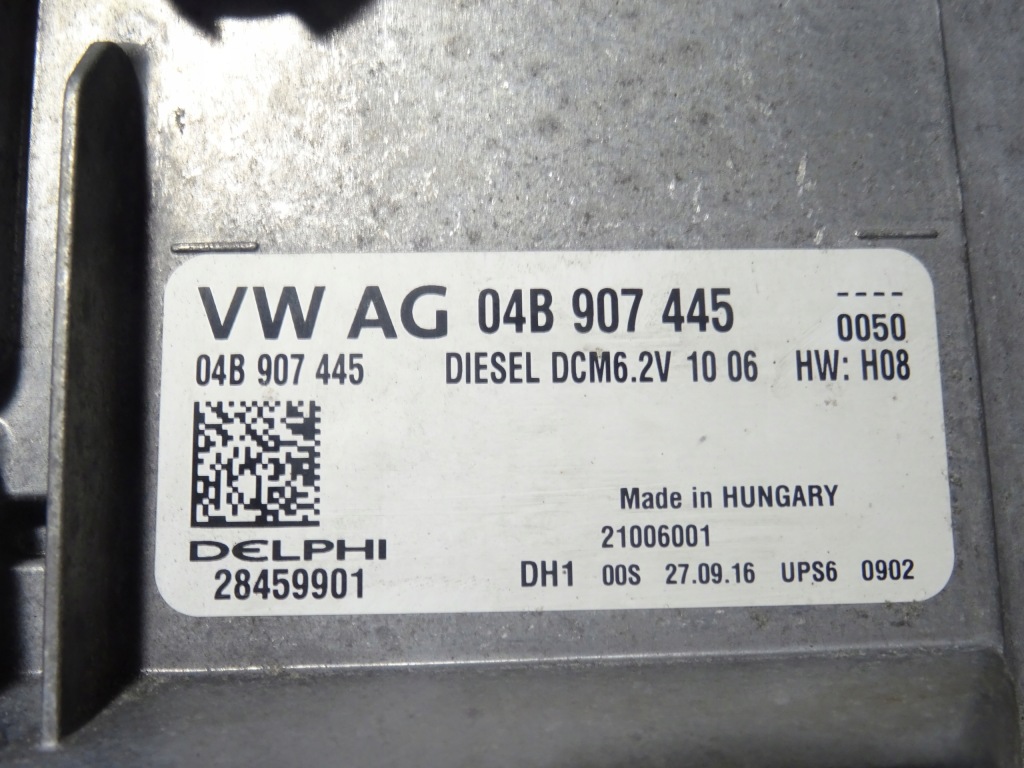 VW AG 04B 907 445 ----
0050
04B 907 445 DIESEL DCM6.2V 10 06 HW: H08
Made in HUNGARY
DELPHI 21006001
28459901 DH1 00S 27.09.16 UPS6 0902